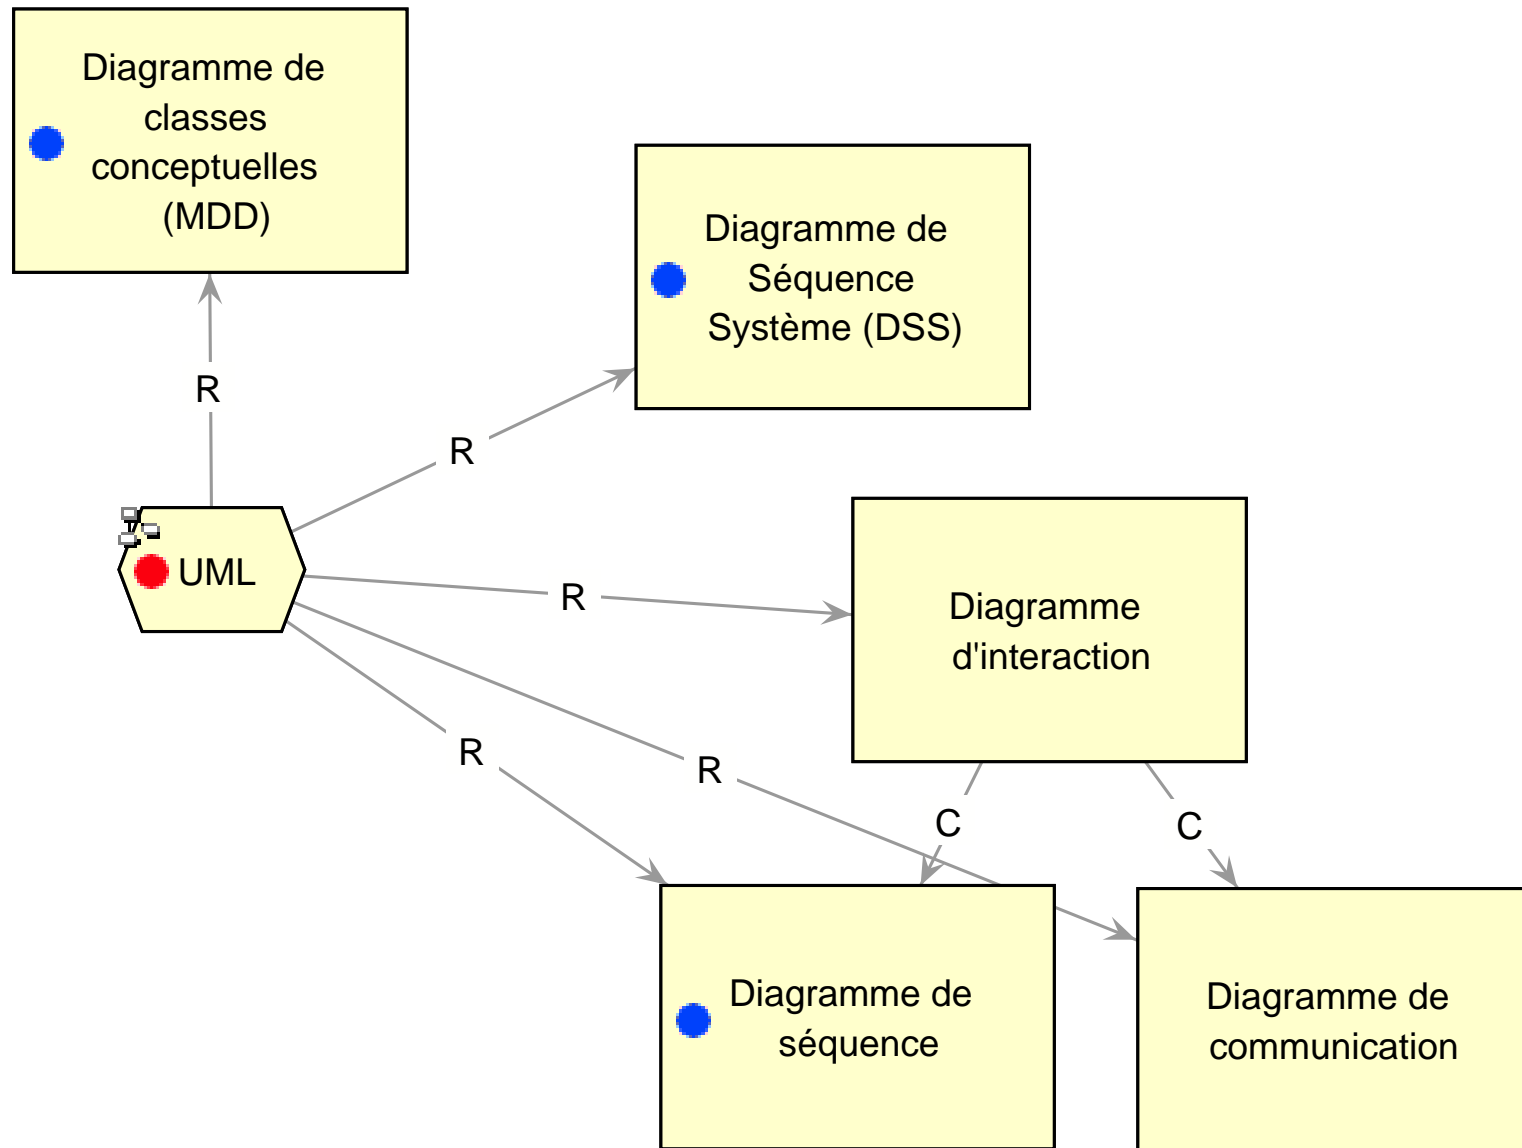 Diagramme de
classes
conceptuelles
(MDD)
Diagramme de
Séquence
Système (DSS)
R
R
UML
R
Diagramme
d'interaction
R
R
C
C
Diagramme de
séquence
Diagramme de
communication